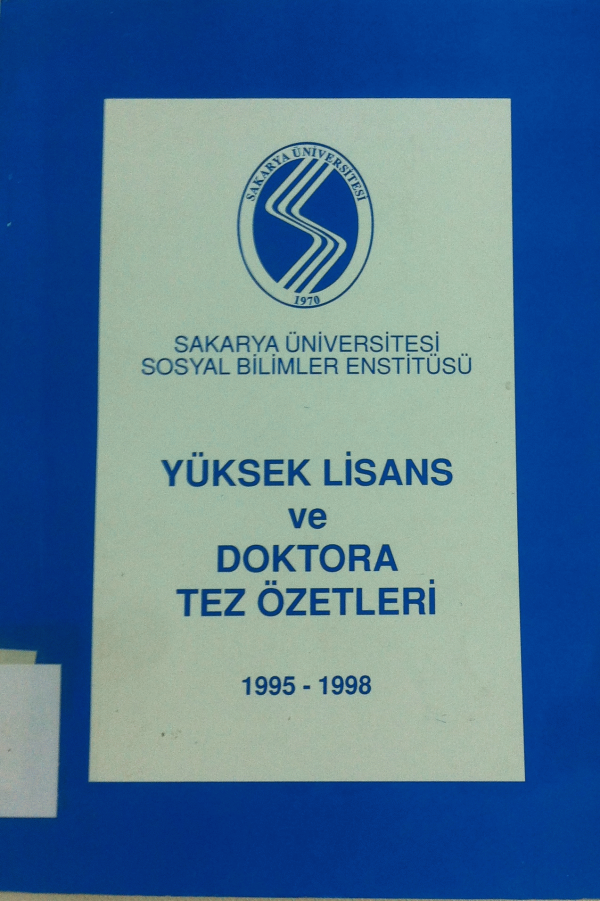 SAKARYA ÜNİVERSİTESİ
1970
SAKARYA ÜNİVERSİTESİ
SOSYAL BİLİMLER ENSTİTÜSÜ
YÜKSEK LİSANS
ve
DOKTORA
TEZ ÖZETLERİ
1995 - 1998